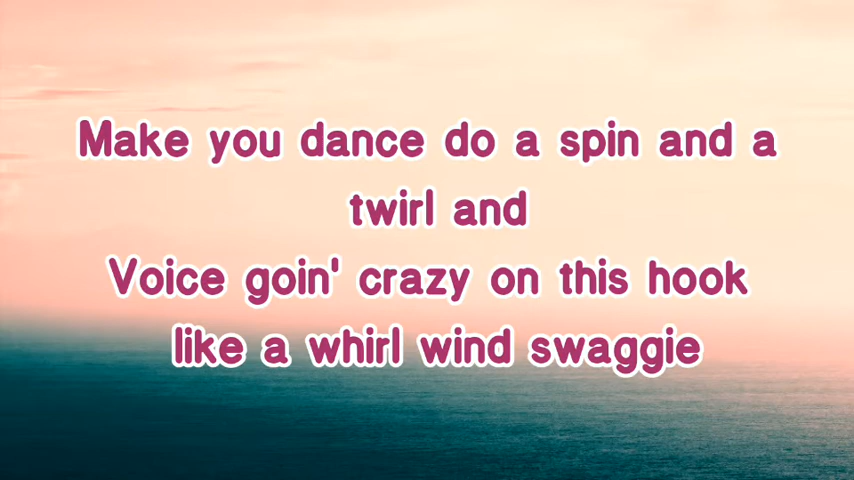 Make you dance do a spin and a
twirl and
Voice goin' crazy on this hook
like a whirl wind swaggie